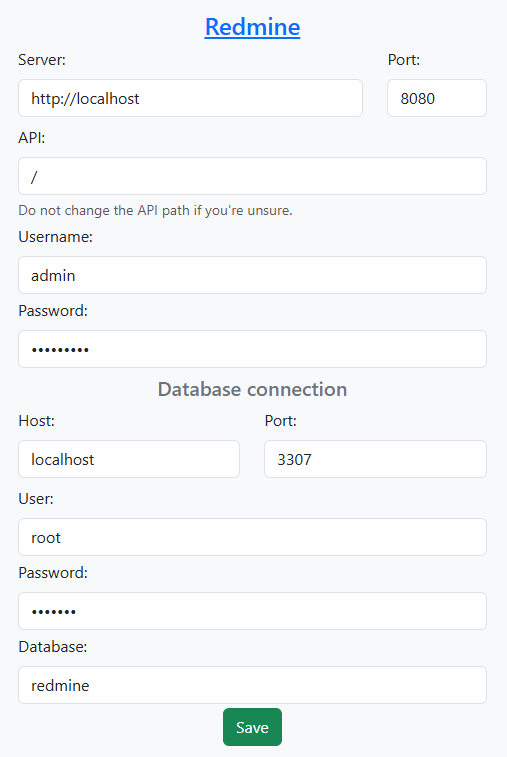 Redmine
Server: Port:
http://localhost 8080
API:
/
Do not change the API path if you're unsure.
Username:
admin
Password:
•••••••••
Database connection
Host: Port:
localhost 3307
User:
root
Password:
•••••••
Database:
redmine
Save